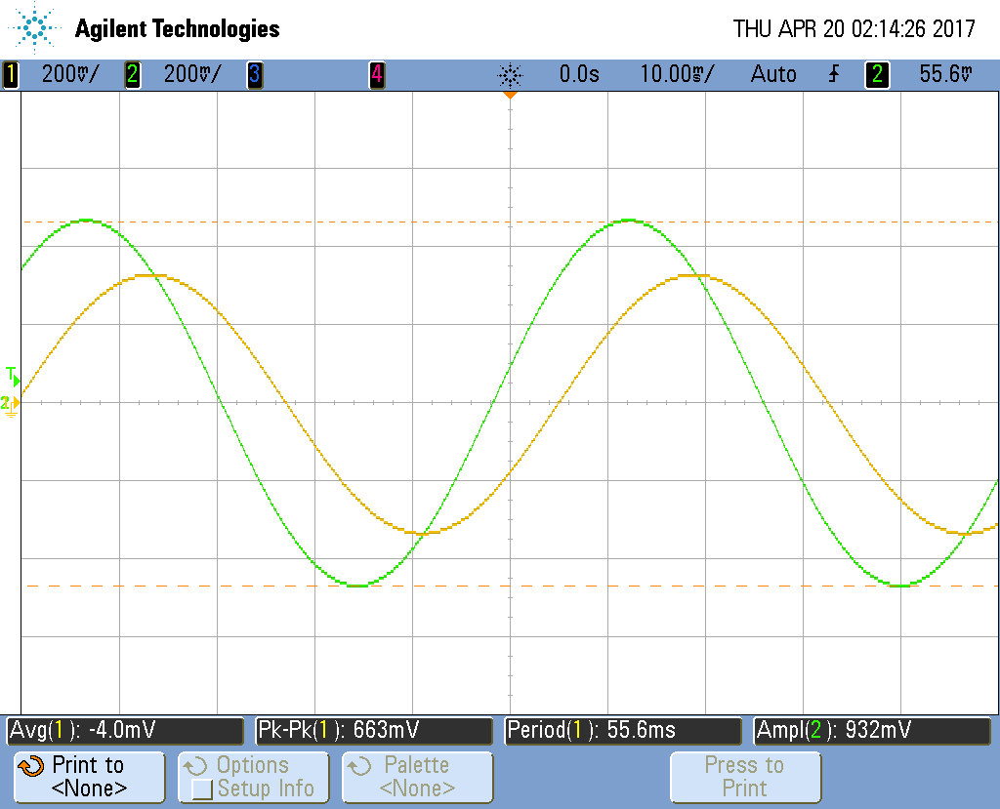 Agilent Technologies THU APR 20 02:14:26 2017
1 200mV/ 2 200mV/ 3 4 0.0s 10.00ms/ Auto 2 55.6mV
T
2
Avg(1): -4.0mV Pk-Pk(1): 663mV Period(1): 55.6ms Ampl(2): 932mV
Print to Options Palette Press to
<None> Setup Info <None> Print